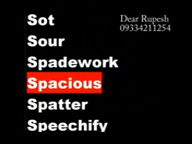 Sot
Sour
Spadework
Spacious
Spatter
Speechify
Dear Rupesh
09334211254